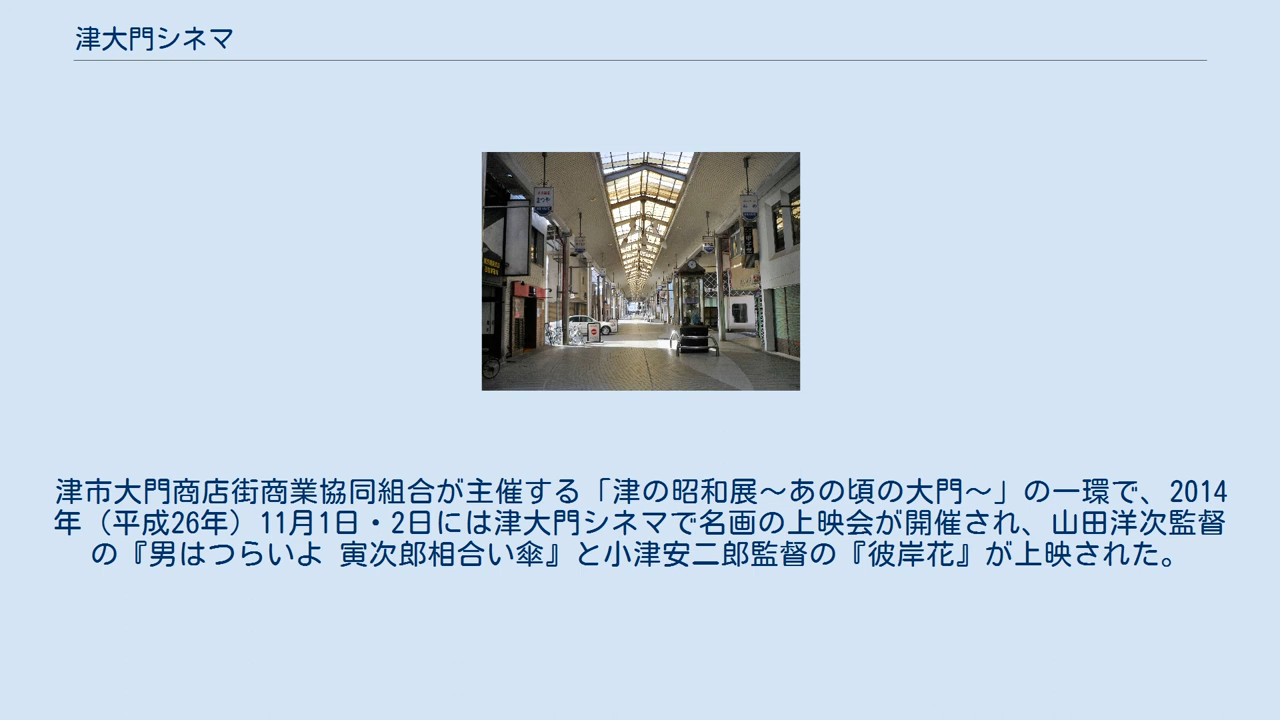 津大門シネマ
津市大門商店街商業協同組合が主催する「津の昭和展～あの頃の大門～」の一環で、2014
年（平成26年）11月1日・2日には津大門シネマで名画の上映会が開催され、山田洋次監督
の『男はつらいよ 寅次郎相合い傘』と小津安二郎監督の『彼岸花』が上映された。